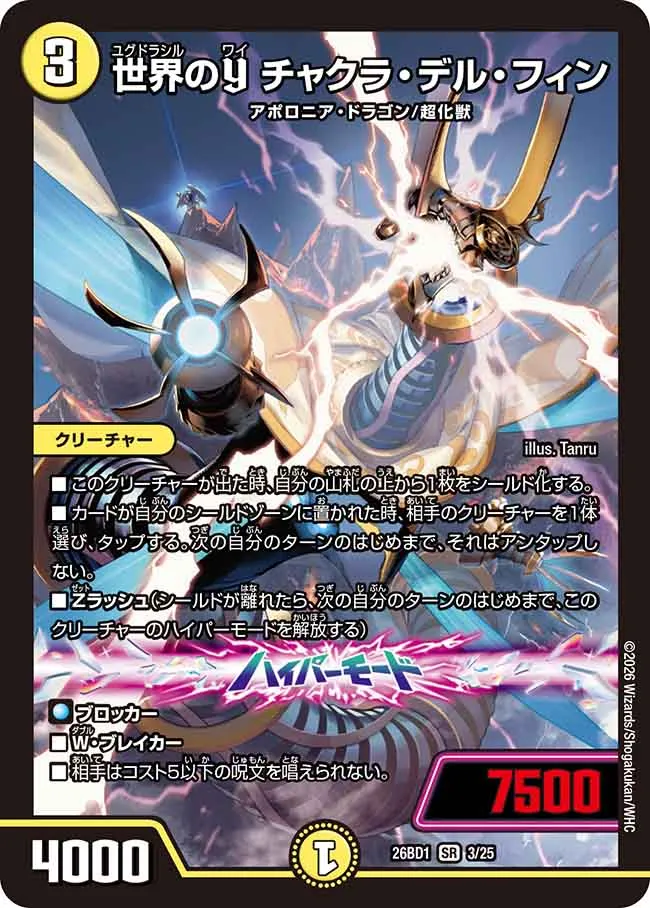 3
ユグドラシル ワイ
世界のy チャクラ・デル・フィン
アポロニア・ドラゴン/超化獣
クリーチャー
illus. Tanru
■このクリーチャーが出た時、自分の山札の上から1枚をシールド化する。
■カードが自分のシールドゾーンに置かれた時、相手のクリーチャーを1体
選び、タップする。次の自分のターンのはじめまで、それはアンタップし
ない。
■Zラッシュ(シールドが離れたら、次の自分のターンのはじめまで、この
クリーチャーのハイパーモードを解放する)
ハイパーモード
ブロッカー
■W・ブレイカー
■相手はコスト5以下の呪文を唱えられない。
7500
4000
1
26BD1 SR 3/25
©2026 Wizards/Shogakukan/WHC